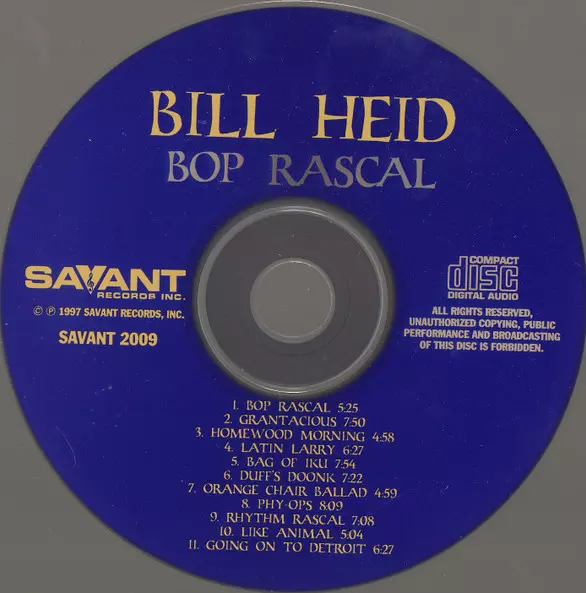 BILL HEID
BOP RASCAL
SAVANT
RECORDS INC.
© ℗ 1997 SAVANT RECORDS, INC.
SAVANT 2009
COMPACT
disc
DIGITAL AUDIO
ALL RIGHTS RESERVED,
UNAUTHORIZED COPYING, PUBLIC
PERFORMANCE AND BROADCASTING
OF THIS DISC IS FORBIDDEN.
1. BOP RASCAL 5:25
2. GRANTACIOUS 7:50
3. HOMEWOOD MORNING 4:58
4. LATIN LARRY 6:27
5. BAG OF IKU 7:54
6. DUFF'S DOONK 7:22
7. ORANGE CHAIR BALLAD 4:59
8. PHY-OPS 8:09
9. RHYTHM RASCAL 7:08
10. LIKE ANIMAL 5:04
11. GOING ON TO DETROIT 6:27